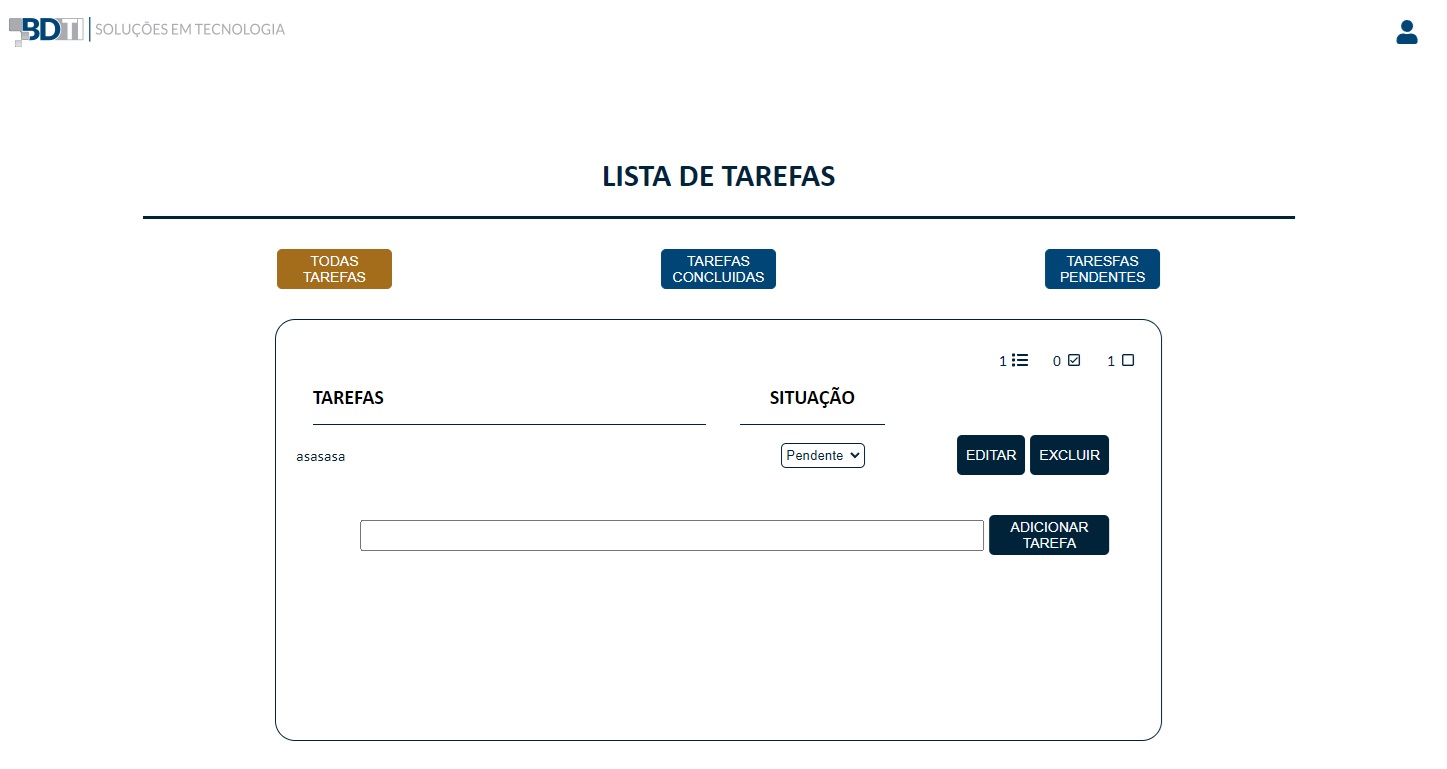 BDTI SOLUÇÕES EM TECNOLOGIA
LISTA DE TAREFAS
TODAS
TAREFAS
TAREFAS
CONCLUIDAS
TARESFAS
PENDENTES
1 0 1
TAREFAS SITUAÇÃO
asasasa Pendente EDITAR EXCLUIR
ADICIONAR
TAREFA